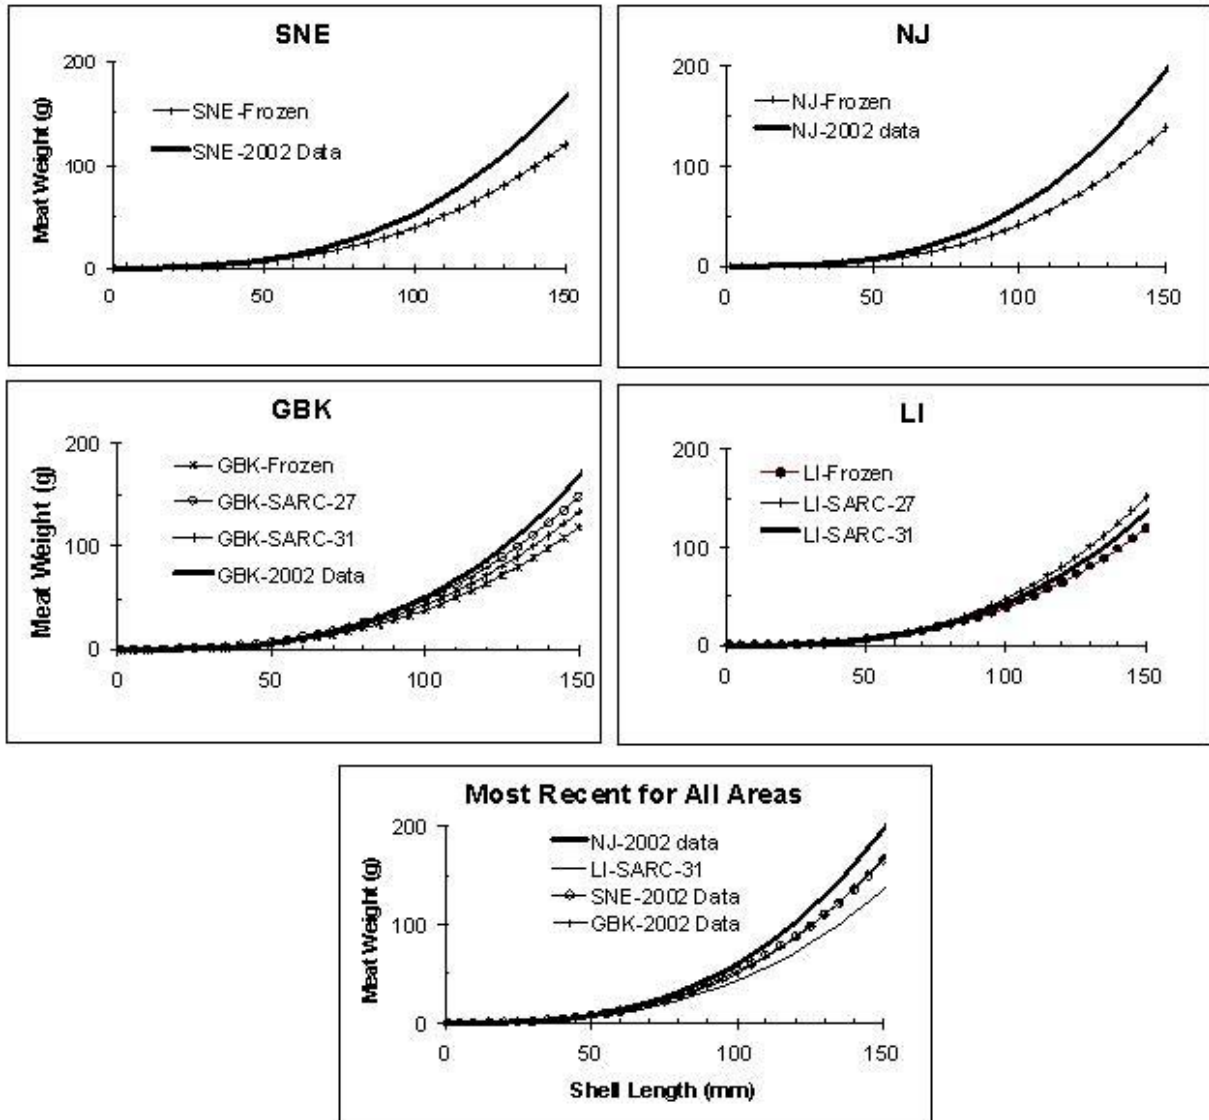 SNE
200
SNE-Frozen
SNE-2002 Data
100
Meat Weight (g)
0
0 50 100 150
NJ
200
NJ-Frozen
NJ-2002 data
100
0
0 50 100 150
GBK
200
GBK-Frozen
GBK-SARC-27
100
GBK-SARC-31
GBK-2002 Data
Meat Weight (g)
0
0 50 100 150
LI
200
LI-Frozen
LI-SARC-27
LI-SARC-31
100
0
0 50 100 150
Most Recent for All Areas
200
NJ-2002 data
LI-SARC-31
SNE-2002 Data
GBK-2002 Data
100
Meat Weight (g)
0
0 50 100 150
Shell Length (mm)